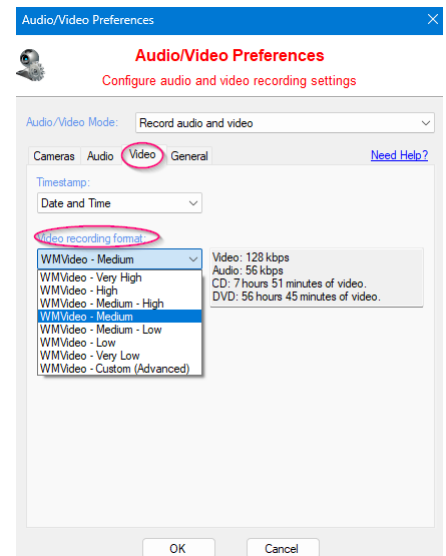 Audio/Video Preferences
Audio/Video Preferences
Configure audio and video recording settings
Audio/Video Mode: Record audio and video
Cameras Audio Video General Need Help?
Timestamp:
Date and Time
Video recording format:
WMVideo - Medium
Video: 128 kbps
Audio: 56 kbps
CD: 7 hours 51 minutes of video.
DVD: 56 hours 45 minutes of video.
WMVideo - Very High
WMVideo - High
WMVideo - Medium - High
WMVideo - Medium
WMVideo - Medium - Low
WMVideo - Low
WMVideo - Very Low
WMVideo - Custom (Advanced)
OK Cancel